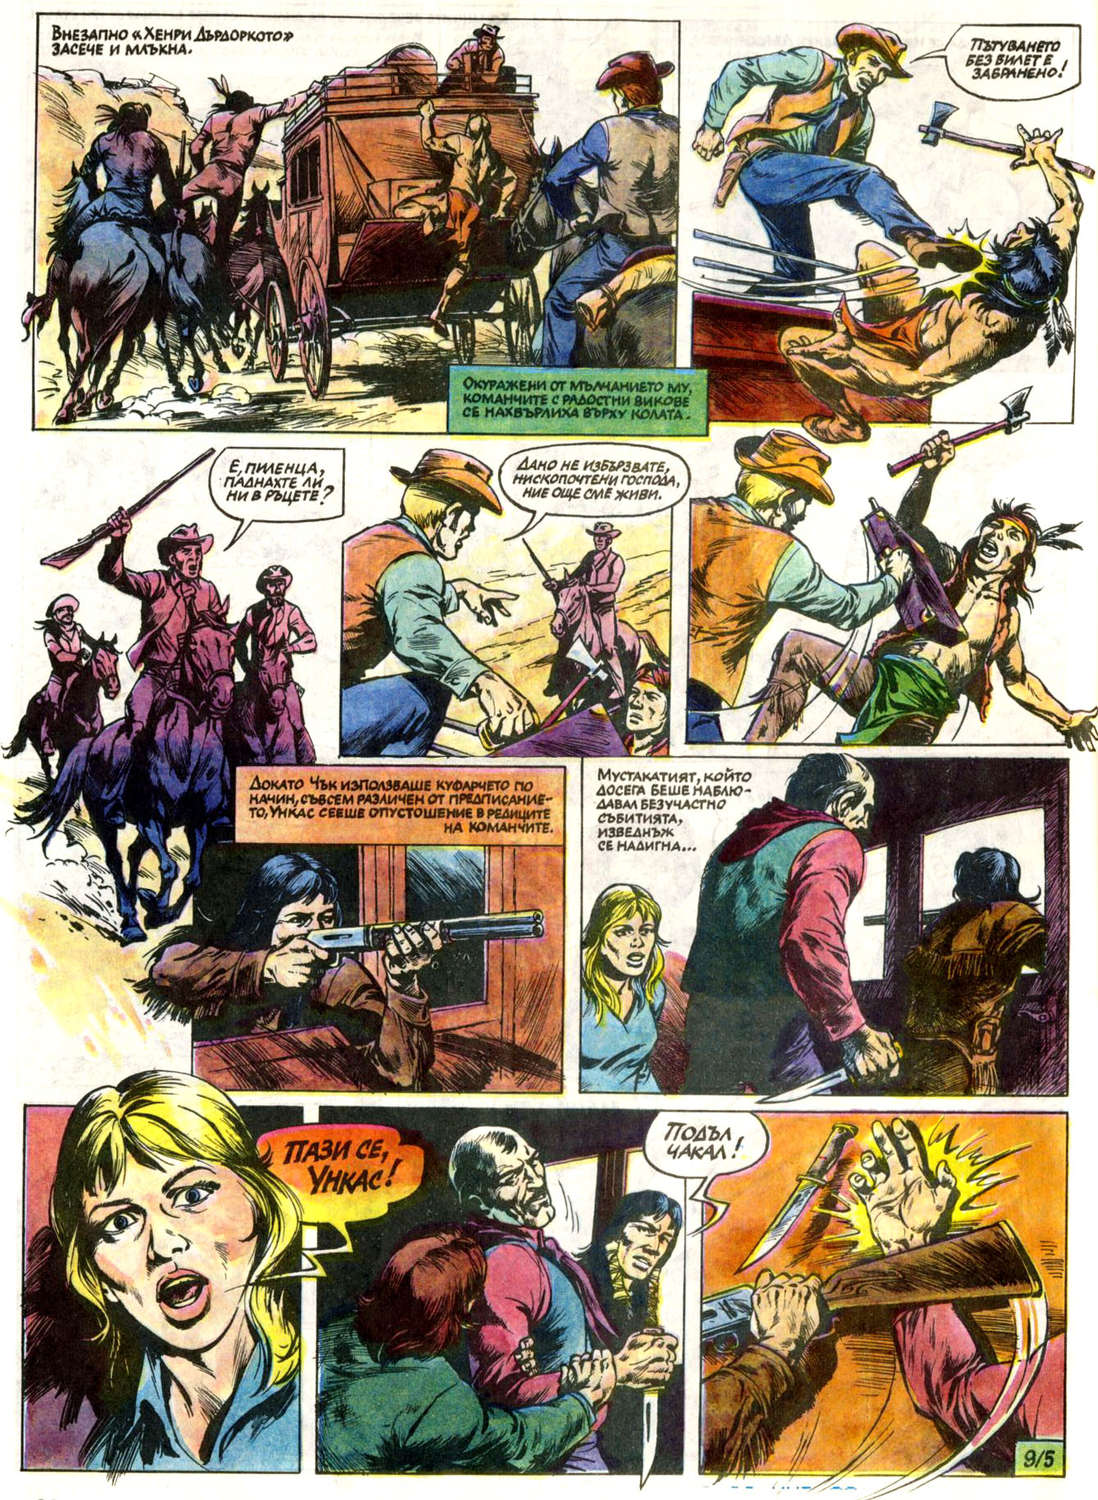 ВНЕЗАПНО «ХЕНРИ ДЪРДОРКОТО»
ЗАСЕЧЕ И МЛЪКНА.
ОКУРАЖЕНИ ОТ МЪЛЧАНИЕТО МУ,
КОМАНЧИТЕ С РАДОСТНИ ВИКОВЕ
СЕ НАХВЪРЛИХА ВЪРХУ КОЛАТА.
ПЪТУВАНЕТО
БЕЗ БИЛЕТ Е
ЗАБРАНЕНО!
Е, ПИЛЕНЦА,
ПАДНАХТЕ ЛИ
НИ В РЪЦЕТЕ?
ДАНО НЕ ИЗБЪРЗВАТЕ,
НИСКОПОЧТЕНИ ГОСПОДА,
НИЕ ОЩЕ СМЕ ЖИВИ.
ДОКАТО ЧЪК ИЗПОЛЗВАШЕ КУФАРЧЕТО ПО
НАЧИН, СЪВСЕМ РАЗЛИЧЕН ОТ ПРЕДПИСАНИЕ-
ТО, УНКАС СЕЕШЕ ОПУСТОШЕНИЕ В РЕДИЦИТЕ
НА КОМАНЧИТЕ.
МУСТАКАТИЯТ, КОЙТО
ДОСЕГА БЕШЕ НАБЛЮ-
ДАВАЛ БЕЗУЧАСТНО
СЪБИТИЯТА,
ИЗВЕДНЪЖ
СЕ НАДИГНА...
ПАЗИ СЕ,
УНКАС!
ПОДЪЛ
ЧАКАЛ!
9/5